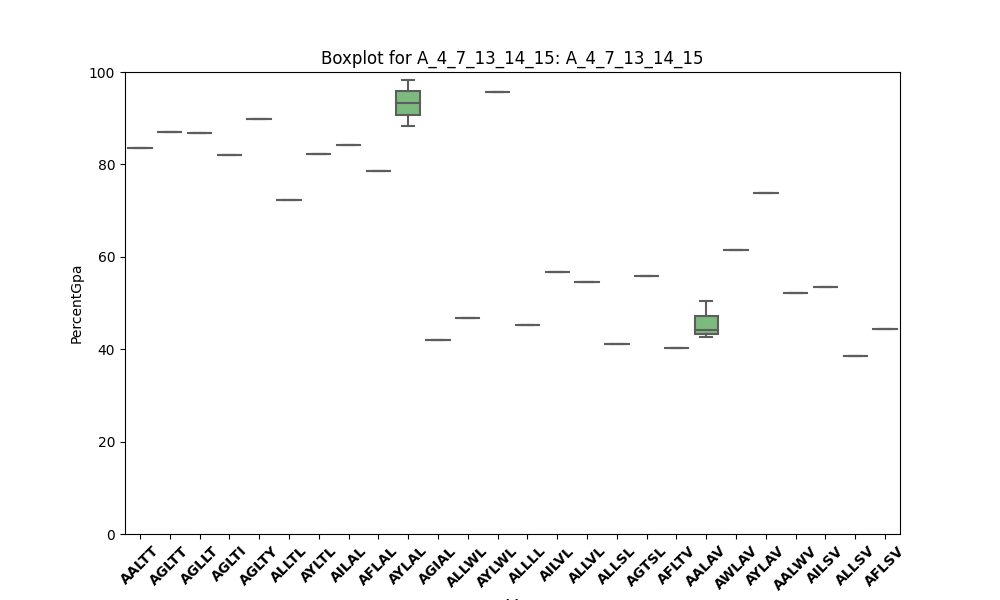 Boxplot for A_4_7_13_14_15: A_4_7_13_14_15
PercentGpa
100
80
60
40
20
0
AALTT
AGLTT
AGLLT
AGLTI
AGLTY
ALLTL
AYLTL
AILAL
AFLAL
AYLAL
AGIAL
ALLWL
AYLWL
ALLLL
AILVL
ALLVL
ALLSL
AGTSL
AFLTV
AALAV
AWLAV
AYLAV
AALWV
AILSV
ALLSV
AFLSV